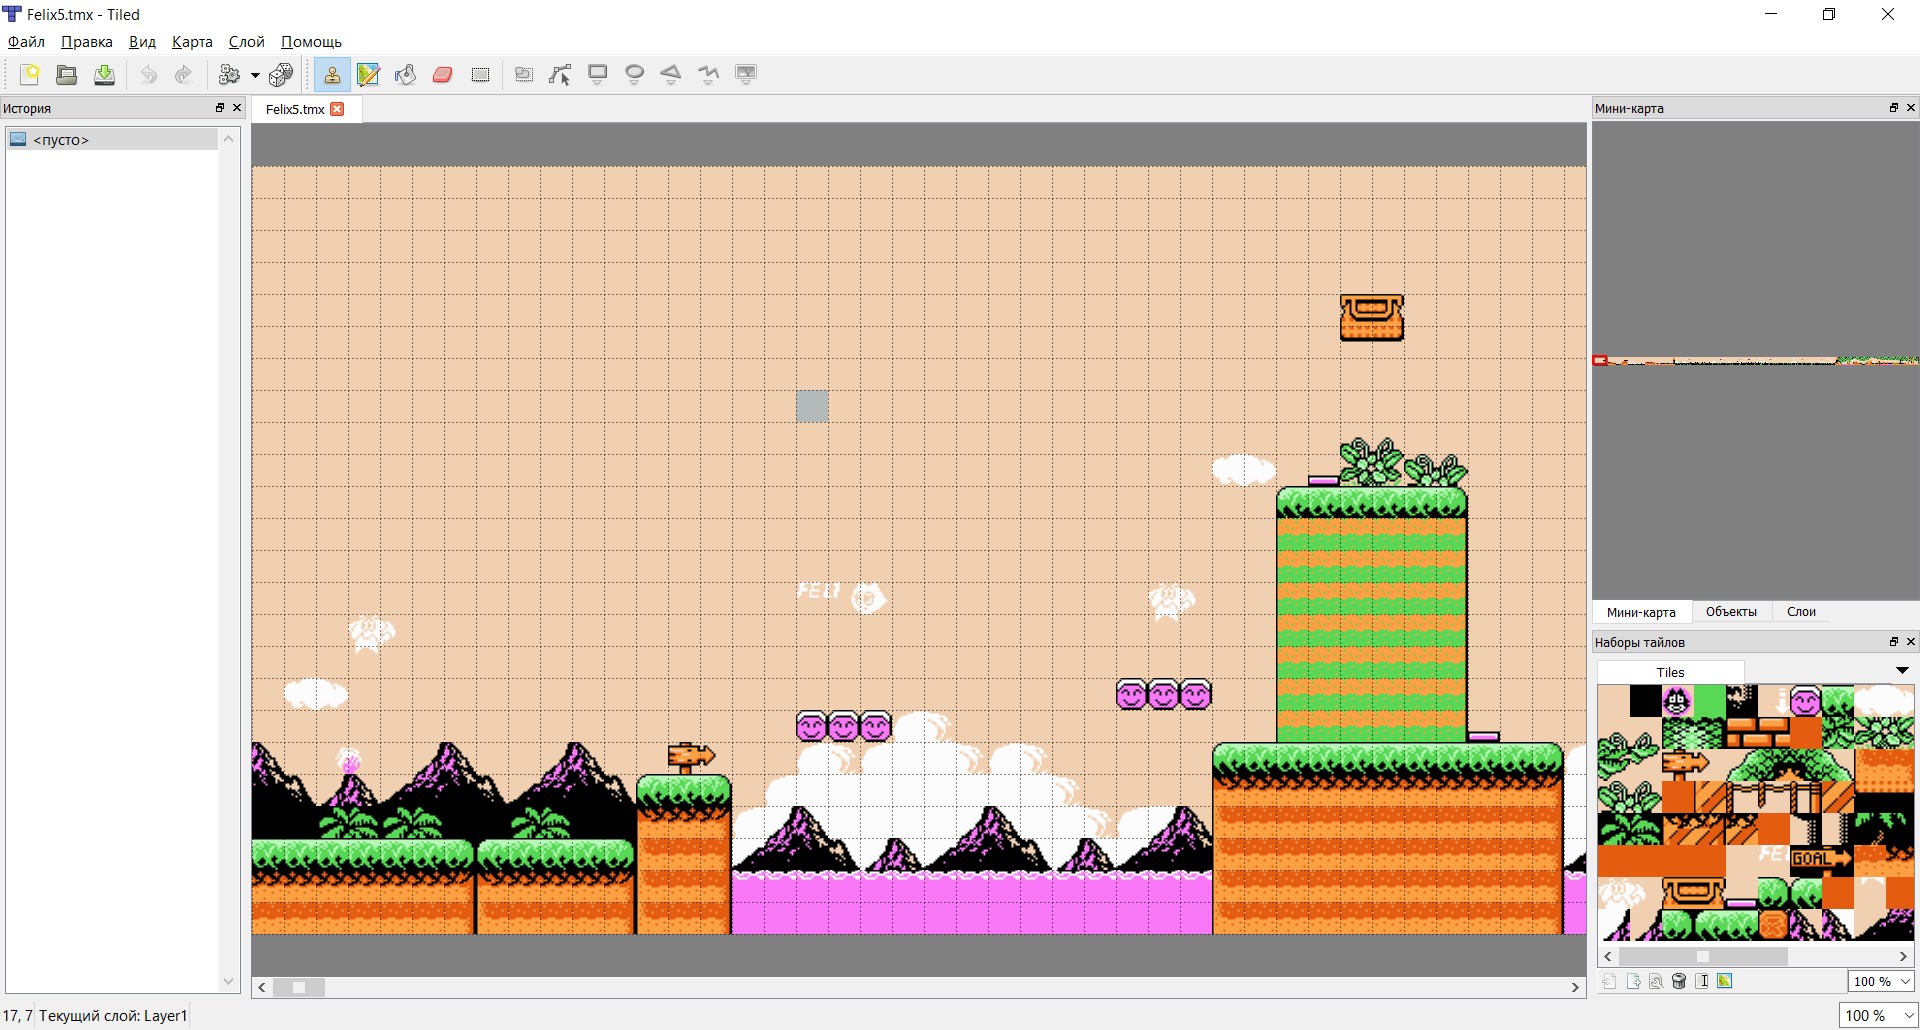 Felix5.tmx - Tiled
Файл Правка Вид Карта Слой Помощь
История
<пусто>
Felix5.tmx
Мини-карта
Мини-карта Объекты Слои
Наборы тайлов
Tiles
GOAL
100 %
17, 7 Текущий слой: Layer1
100 %